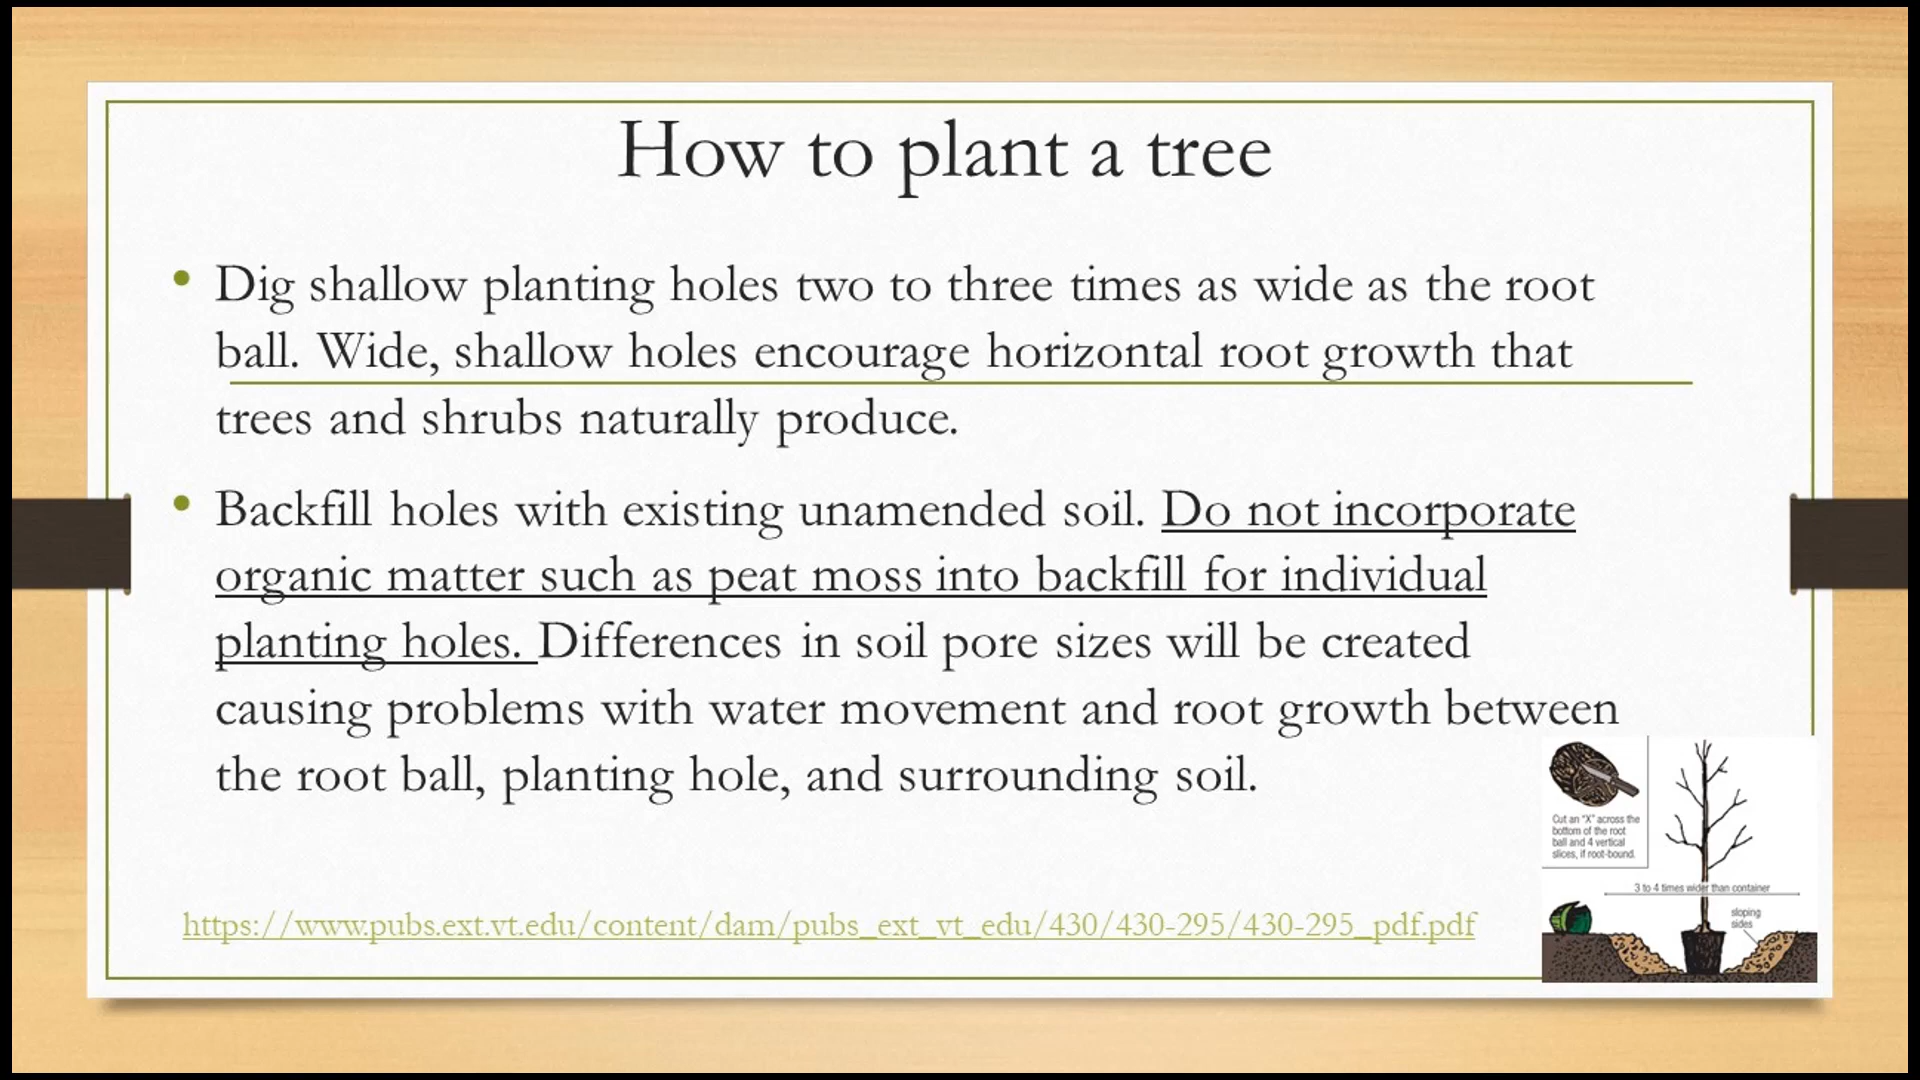 How to plant a tree
• Dig shallow planting holes two to three times as wide as the root
ball. Wide, shallow holes encourage horizontal root growth that
trees and shrubs naturally produce.
• Backfill holes with existing unamended soil. Do not incorporate
organic matter such as peat moss into backfill for individual
planting holes. Differences in soil pore sizes will be created
causing problems with water movement and root growth between
the root ball, planting hole, and surrounding soil.
Cut an "X" across the
bottom of the root
ball and 4 vertical
slices, if root-bound.
3 to 4 times wider than container
sloping
sides
https://www.pubs.ext.vt.edu/content/dam/pubs_ext_vt_edu/430/430-295/430-295_pdf.pdf